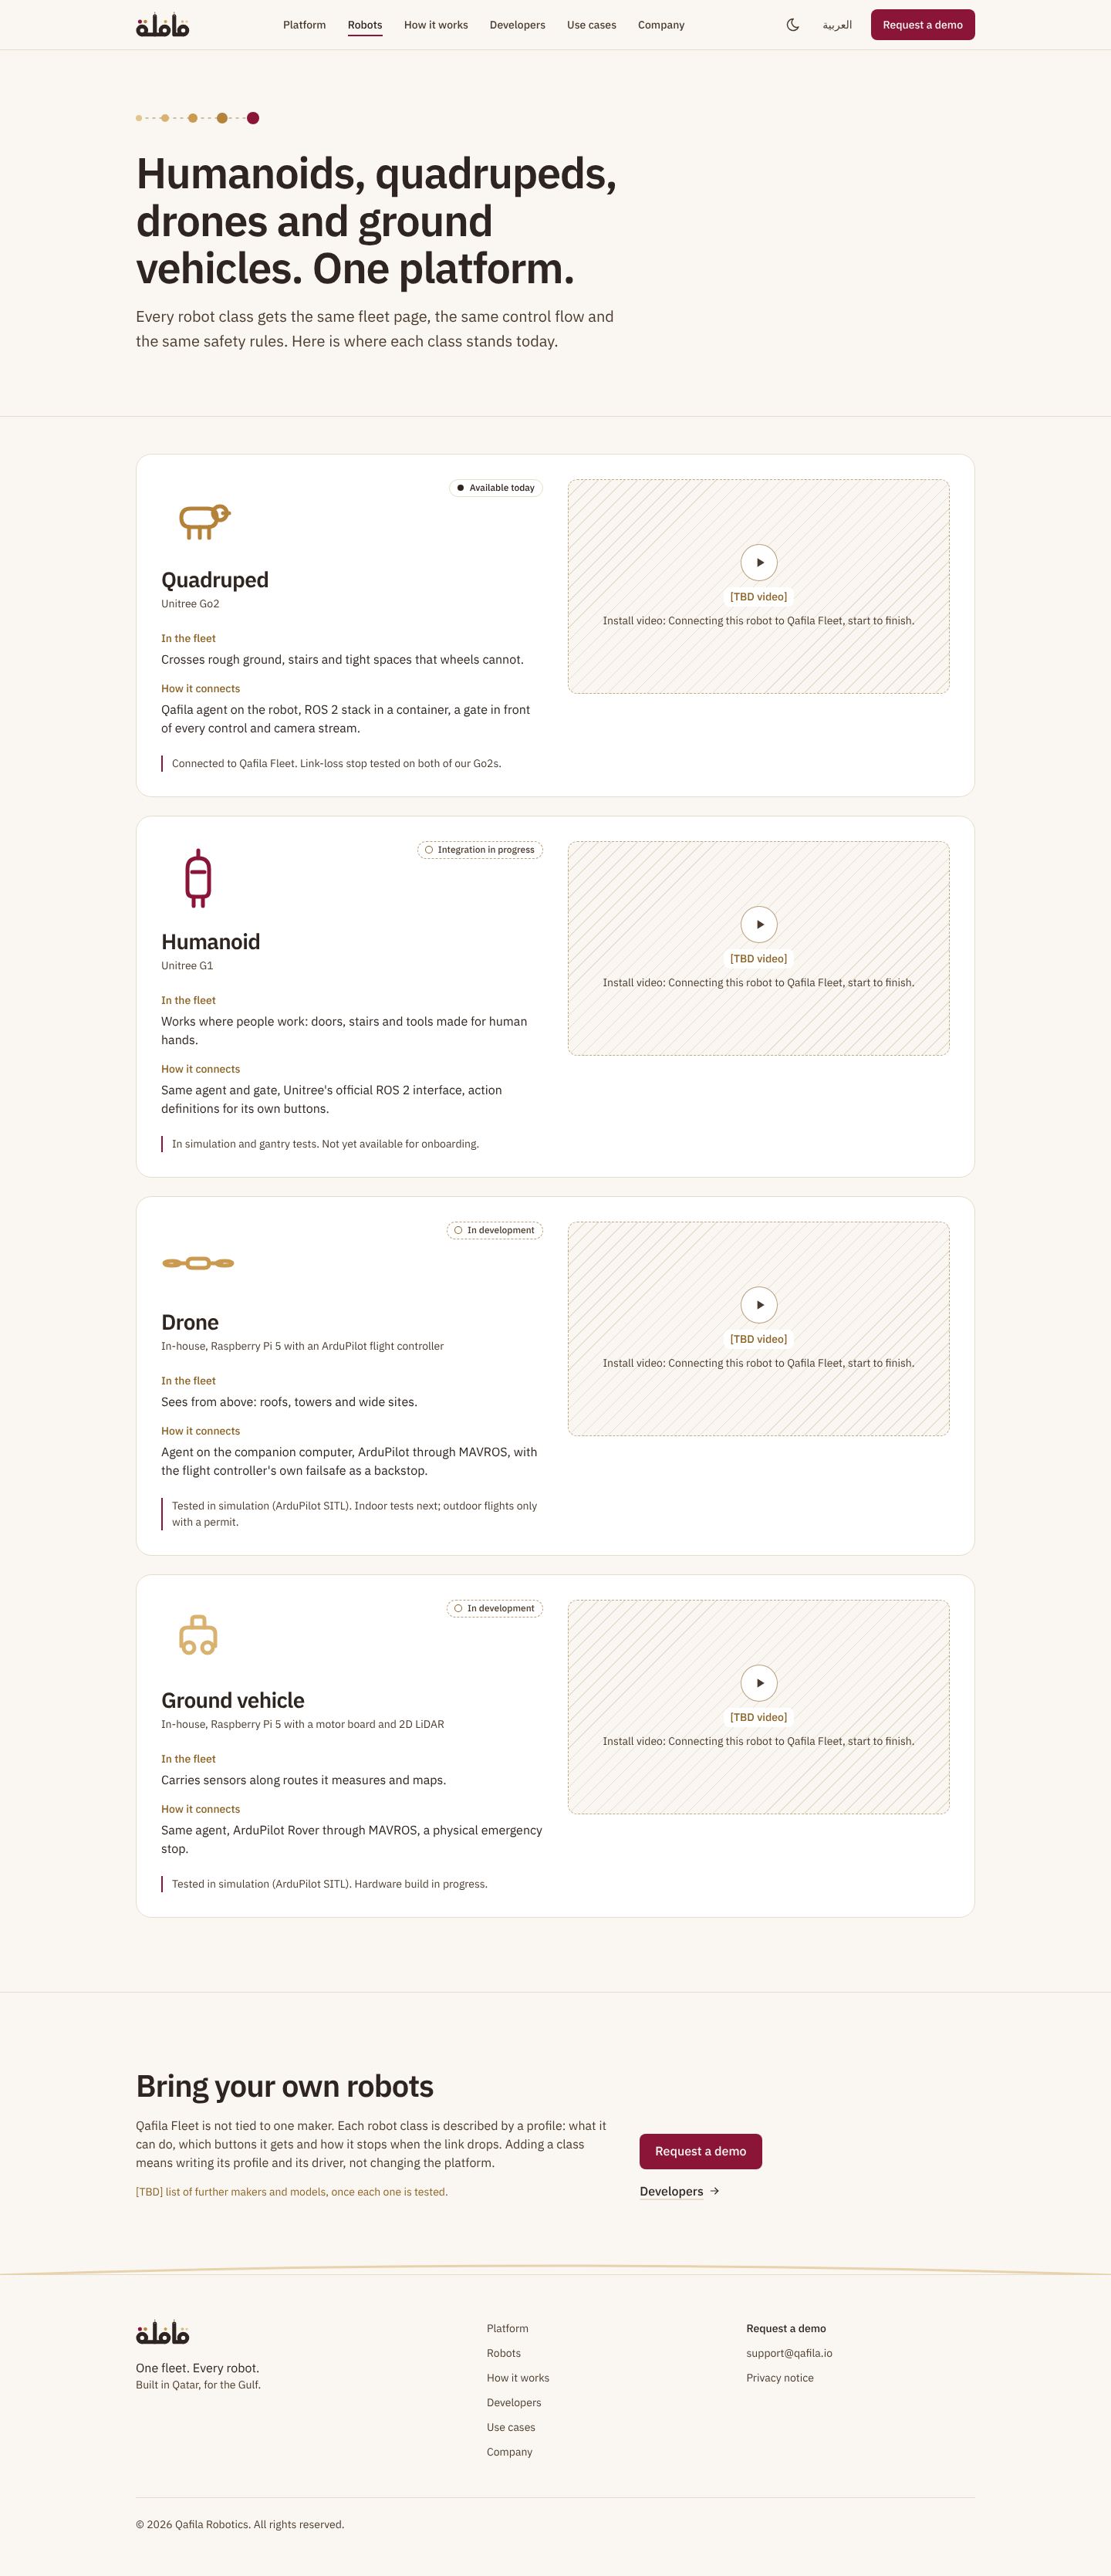 Platform
Robots
How it works
Developers
Use cases
Company
العربية
Request a demo
Humanoids, quadrupeds,
drones and ground
vehicles. One platform.
Every robot class gets the same fleet page, the same control flow and
the same safety rules. Here is where each class stands today.
Available today
Quadruped
Unitree Go2
In the fleet
Crosses rough ground, stairs and tight spaces that wheels cannot.
How it connects
Qafila agent on the robot, ROS 2 stack in a container, a gate in front
of every control and camera stream.
Connected to Qafila Fleet. Link-loss stop tested on both of our Go2s.
[TBD video]
Install video: Connecting this robot to Qafila Fleet, start to finish.
Integration in progress
Humanoid
Unitree G1
In the fleet
Works where people work: doors, stairs and tools made for human
hands.
How it connects
Same agent and gate, Unitree's official ROS 2 interface, action
definitions for its own buttons.
In simulation and gantry tests. Not yet available for onboarding.
[TBD video]
Install video: Connecting this robot to Qafila Fleet, start to finish.
In development
Drone
In-house, Raspberry Pi 5 with an ArduPilot flight controller
In the fleet
Sees from above: roofs, towers and wide sites.
How it connects
Agent on the companion computer, ArduPilot through MAVROS, with
the flight controller's own failsafe as a backstop.
Tested in simulation (ArduPilot SITL). Indoor tests next; outdoor flights only
with a permit.
[TBD video]
Install video: Connecting this robot to Qafila Fleet, start to finish.
In development
Ground vehicle
In-house, Raspberry Pi 5 with a motor board and 2D LiDAR
In the fleet
Carries sensors along routes it measures and maps.
How it connects
Same agent, ArduPilot Rover through MAVROS, a physical emergency
stop.
Tested in simulation (ArduPilot SITL). Hardware build in progress.
[TBD video]
Install video: Connecting this robot to Qafila Fleet, start to finish.
Bring your own robots
Qafila Fleet is not tied to one maker. Each robot class is described by a profile: what it
can do, which buttons it gets and how it stops when the link drops. Adding a class
means writing its profile and its driver, not changing the platform.
[TBD] list of further makers and models, once each one is tested.
Request a demo
Developers →
One fleet. Every robot.
Built in Qatar, for the Gulf.
Platform
Robots
How it works
Developers
Use cases
Company
Request a demo
support@qafila.io
Privacy notice
© 2026 Qafila Robotics. All rights reserved.